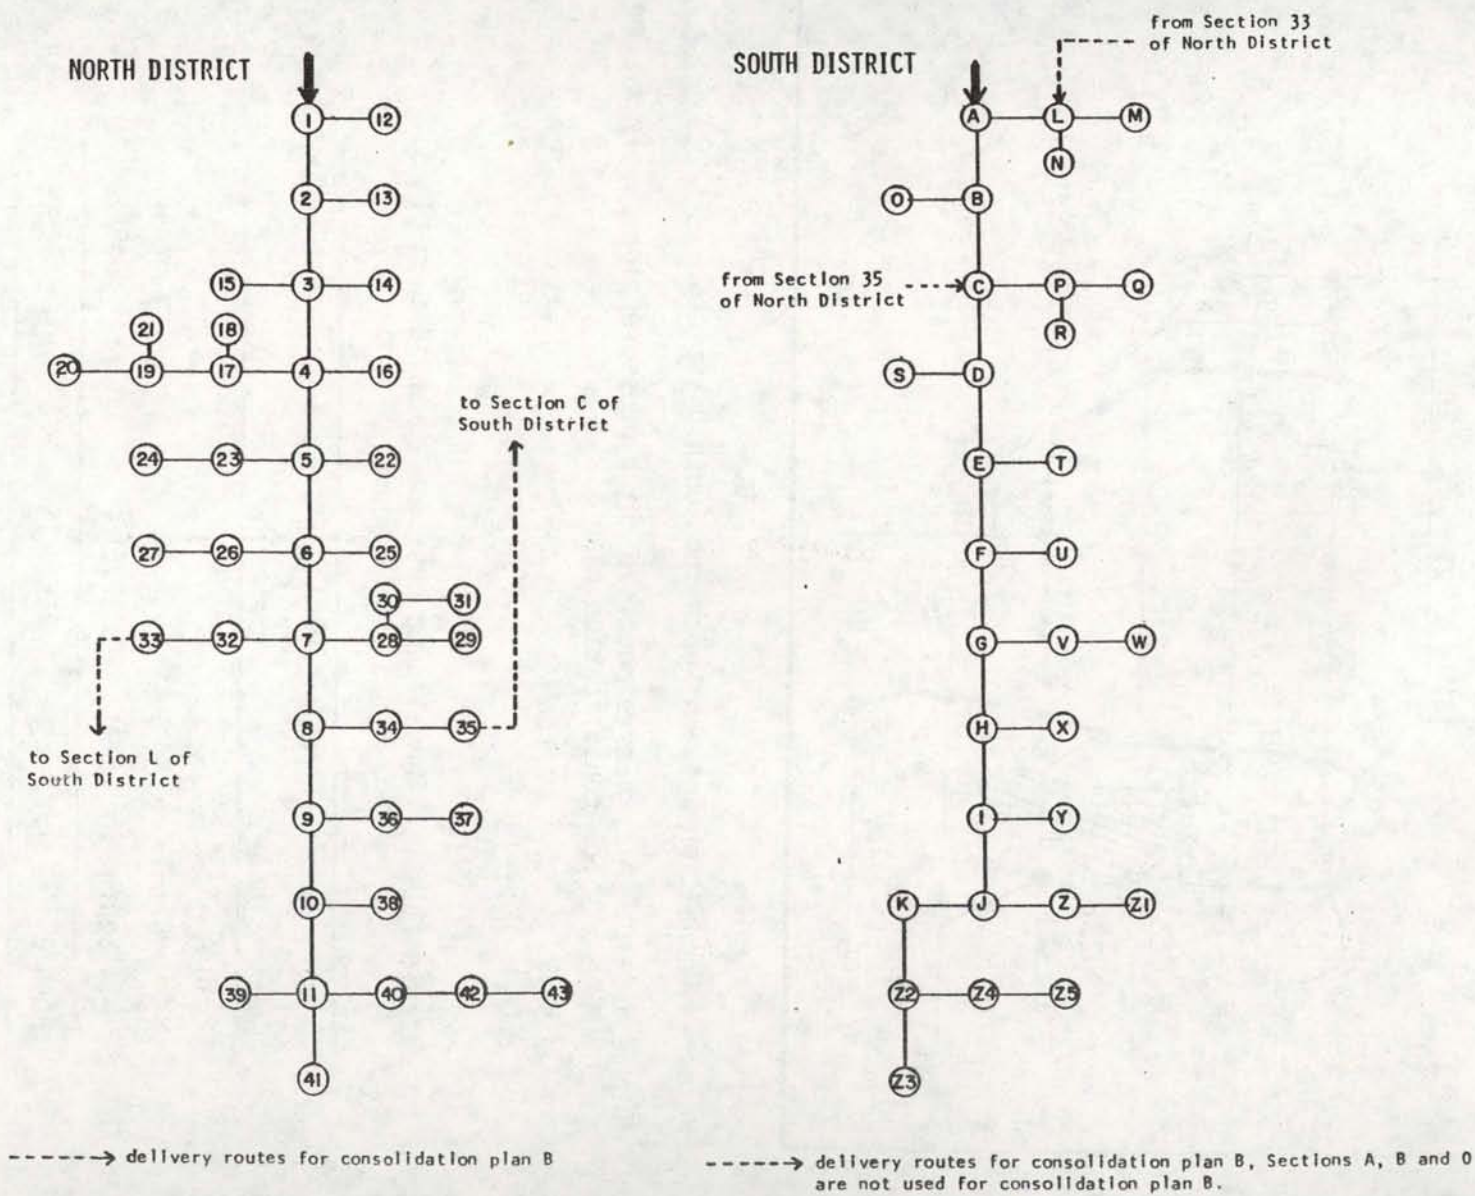 from Section 33
of North District
NORTH DISTRICT
SOUTH DISTRICT
1 12
A L M
N
2 13
O B
15 3 14
from Section 35
of North District
C P Q
R
21 18
20 19 17 4 16
S D
to Section C of
South District
24 23 5 22
E T
27 26 6 25
F U
30 31
33 32 7 28 29
G V W
8 34 35
H X
to Section L of
South District
9 36 37
I Y
10 38
K J Z Z1
39 11 40 42 43
Z2 Z4 Z5
41
Z3
delivery routes for consolidation plan B
delivery routes for consolidation plan B, Sections A, B and O
are not used for consolidation plan B.